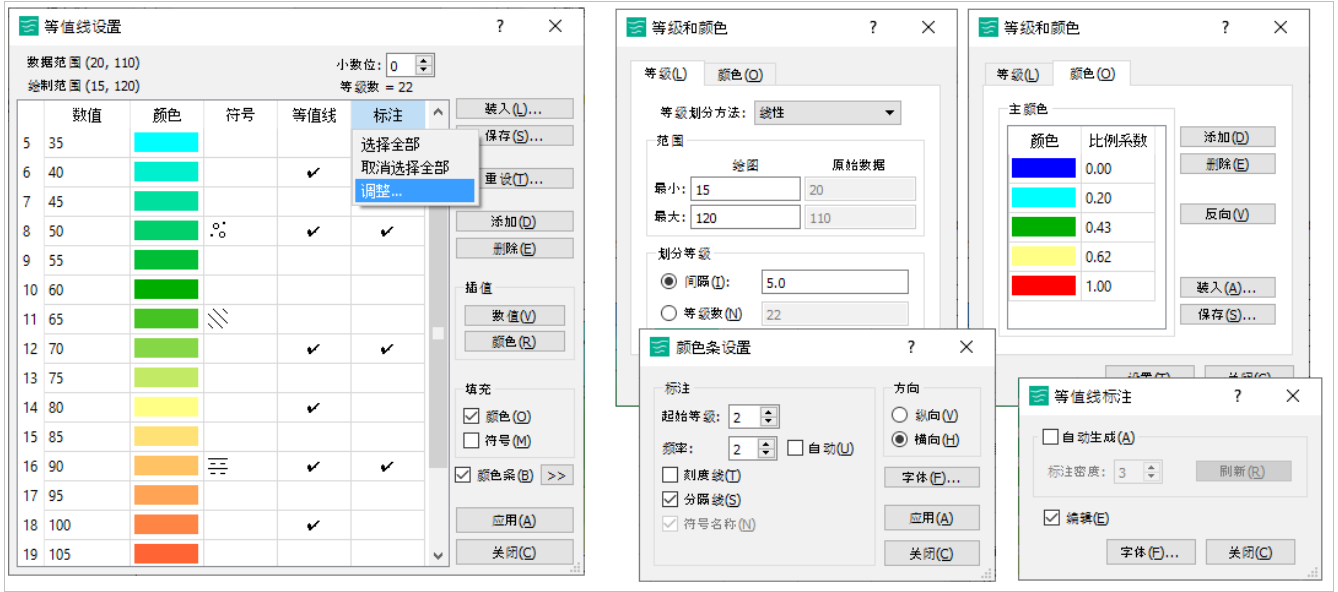 等值线设置 ? ×
数据范围 (20, 110) 小数位: 0
绘制范围 (15, 120) 等级数 = 22
数值 颜色 符号 等值线 标注
5 35
6 40 ✔
7 45
8 50 ✔ ✔
9 55
10 60
11 65
12 70 ✔ ✔
13 75
14 80 ✔
15 85
16 90 ✔ ✔
17 95
18 100 ✔
19 105
选择全部
取消选择全部
调整...
装入(L)...
保存(S)...
重设(T)...
添加(D)
删除(E)
插值
数值(V)
颜色(R)
填充
颜色(O)
符号(M)
颜色条(B) >>
应用(A)
关闭(C)
等级和颜色 ? ×
等级(L) 颜色(O)
等级划分方法: 线性
范围
绘图 原始数据
最小: 15 20
最大: 120 110
划分等级
间隔(I): 5.0
等级数(N) 22
等级和颜色 ? ×
等级(L) 颜色(O)
主颜色
颜色 比例系数
0.00
0.20
0.43
0.62
1.00
添加(D)
删除(E)
反向(V)
装入(A)...
保存(S)...
颜色条设置 ? ×
标注
起始等级: 2
频率: 2 自动(U)
刻度线(T)
分隔线(S)
符号名称(N)
方向
纵向(V)
横向(H)
字体(F)...
应用(A)
关闭(C)
等值线标注 ? ×
自动生成(A)
标注密度: 3 刷新(R)
编辑(E)
字体(F)... 关闭(C)